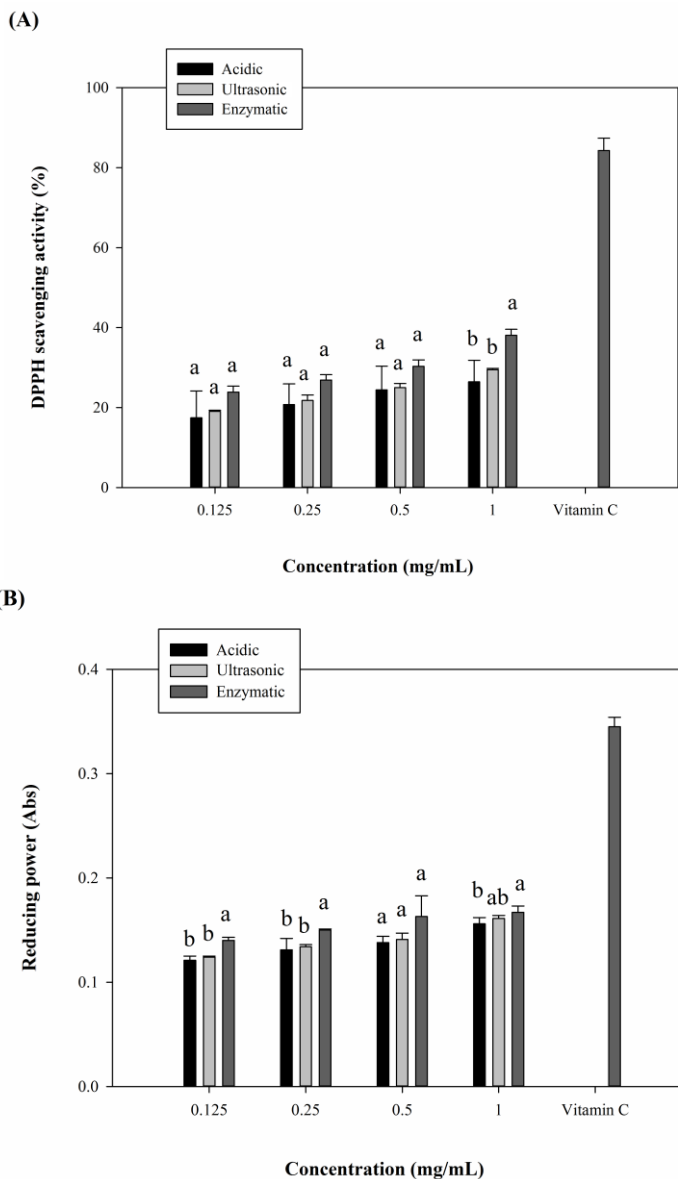 (A)
Acidic
Ultrasonic
Enzymatic
100
80
60
40
20
0
DPPH scavenging activity (%)
a a a
a a a
a a a
b b a
0.125 0.25 0.5 1 Vitamin C
Concentration (mg/mL)
(B)
Acidic
Ultrasonic
Enzymatic
0.4
0.3
0.2
0.1
0.0
Reducing power (Abs)
b b a
b b a
a a a
b ab a
0.125 0.25 0.5 1 Vitamin C
Concentration (mg/mL)